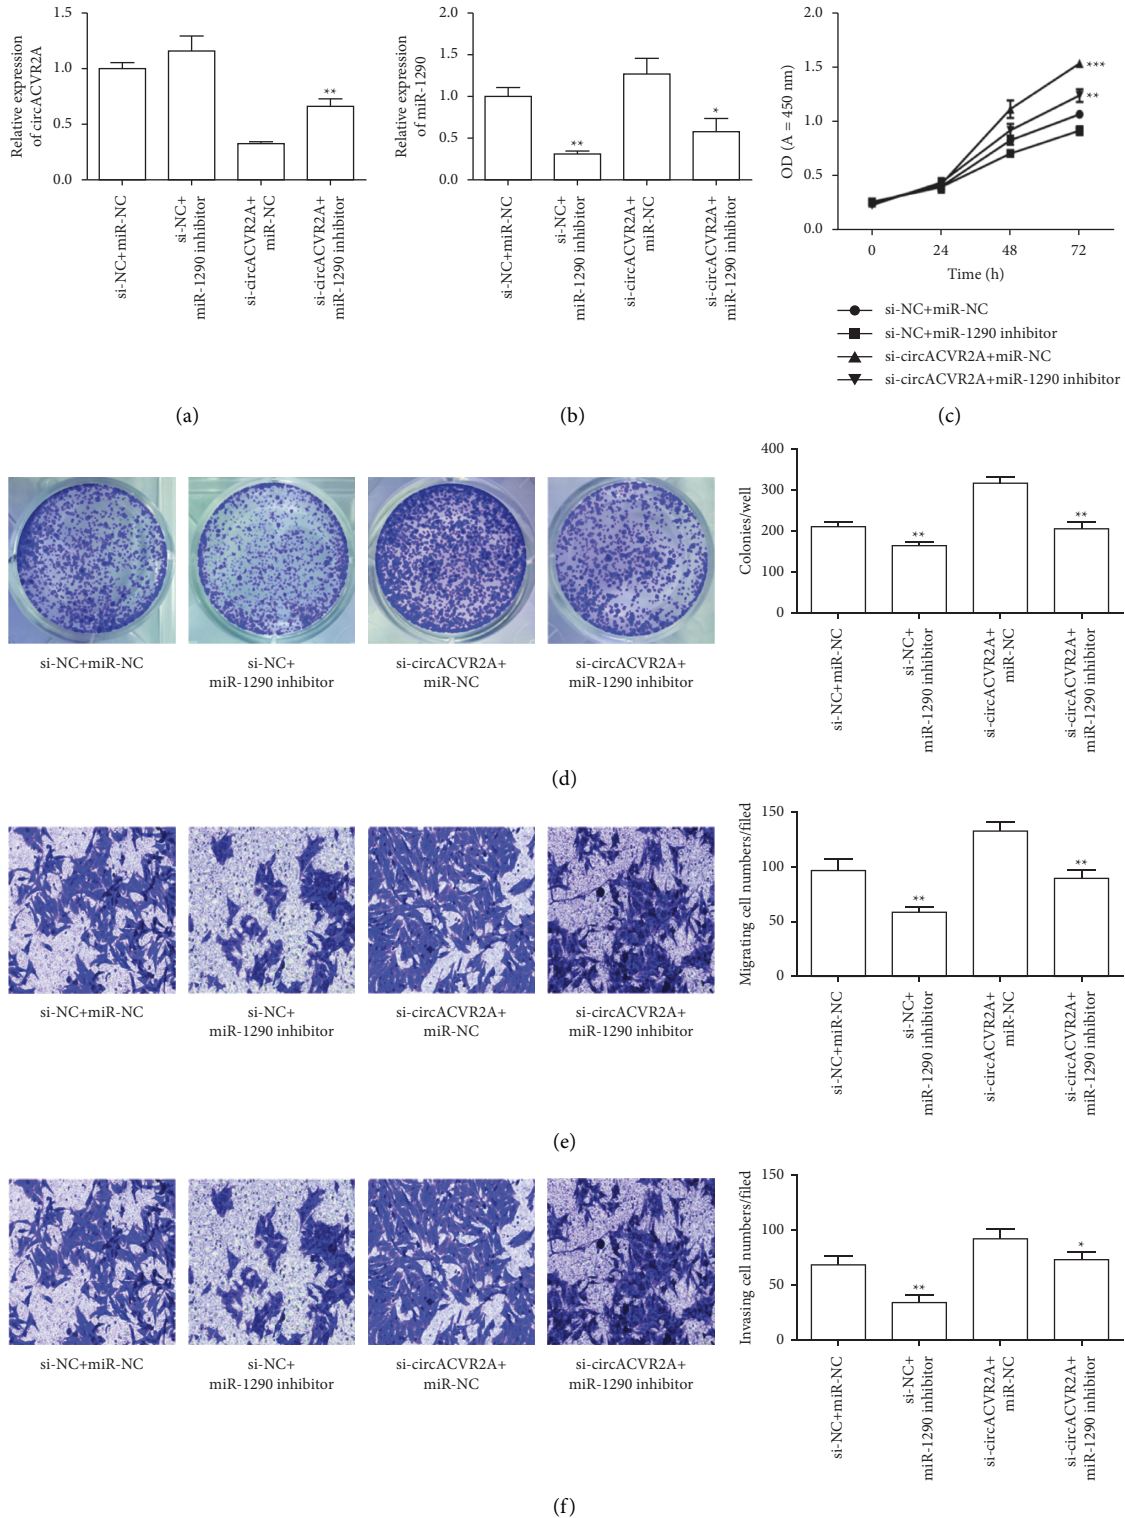 Relative expression
of circACVR2A
1.5
1.0
0.5
0.0
**
si-NC+miR-NC
si-NC+
miR-1290 inhibitor
si-circACVR2A+
miR-NC
si-circACVR2A+
miR-1290 inhibitor
(a)
Relative expression
of miR-1290
2.0
1.5
1.0
0.5
0.0
**
*
si-NC+miR-NC
si-NC+
miR-1290 inhibitor
si-circACVR2A+
miR-NC
si-circACVR2A+
miR-1290 inhibitor
(b)
OD (A = 450 nm)
2.0
1.5
1.0
0.5
0.0
***
**
0 24 48 72
Time (h)
si-NC+miR-NC
si-NC+miR-1290 inhibitor
si-circACVR2A+miR-NC
si-circACVR2A+miR-1290 inhibitor
(c)
si-NC+miR-NC
si-NC+
miR-1290 inhibitor
si-circACVR2A+
miR-NC
si-circACVR2A+
miR-1290 inhibitor
Colonies/well
400
300
200
100
0
**
**
si-NC+miR-NC
si-NC+
miR-1290 inhibitor
si-circACVR2A+
miR-NC
si-circACVR2A+
miR-1290 inhibitor
(d)
si-NC+miR-NC
si-NC+
miR-1290 inhibitor
si-circACVR2A+
miR-NC
si-circACVR2A+
miR-1290 inhibitor
Migrating cell numbers/filed
150
100
50
0
**
**
si-NC+miR-NC
si-NC+
miR-1290 inhibitor
si-circACVR2A+
miR-NC
si-circACVR2A+
miR-1290 inhibitor
(e)
si-NC+miR-NC
si-NC+
miR-1290 inhibitor
si-circACVR2A+
miR-NC
si-circACVR2A+
miR-1290 inhibitor
Invasing cell numbers/filed
150
100
50
0
**
*
si-NC+miR-NC
si-NC+
miR-1290 inhibitor
si-circACVR2A+
miR-NC
si-circACVR2A+
miR-1290 inhibitor
(f)